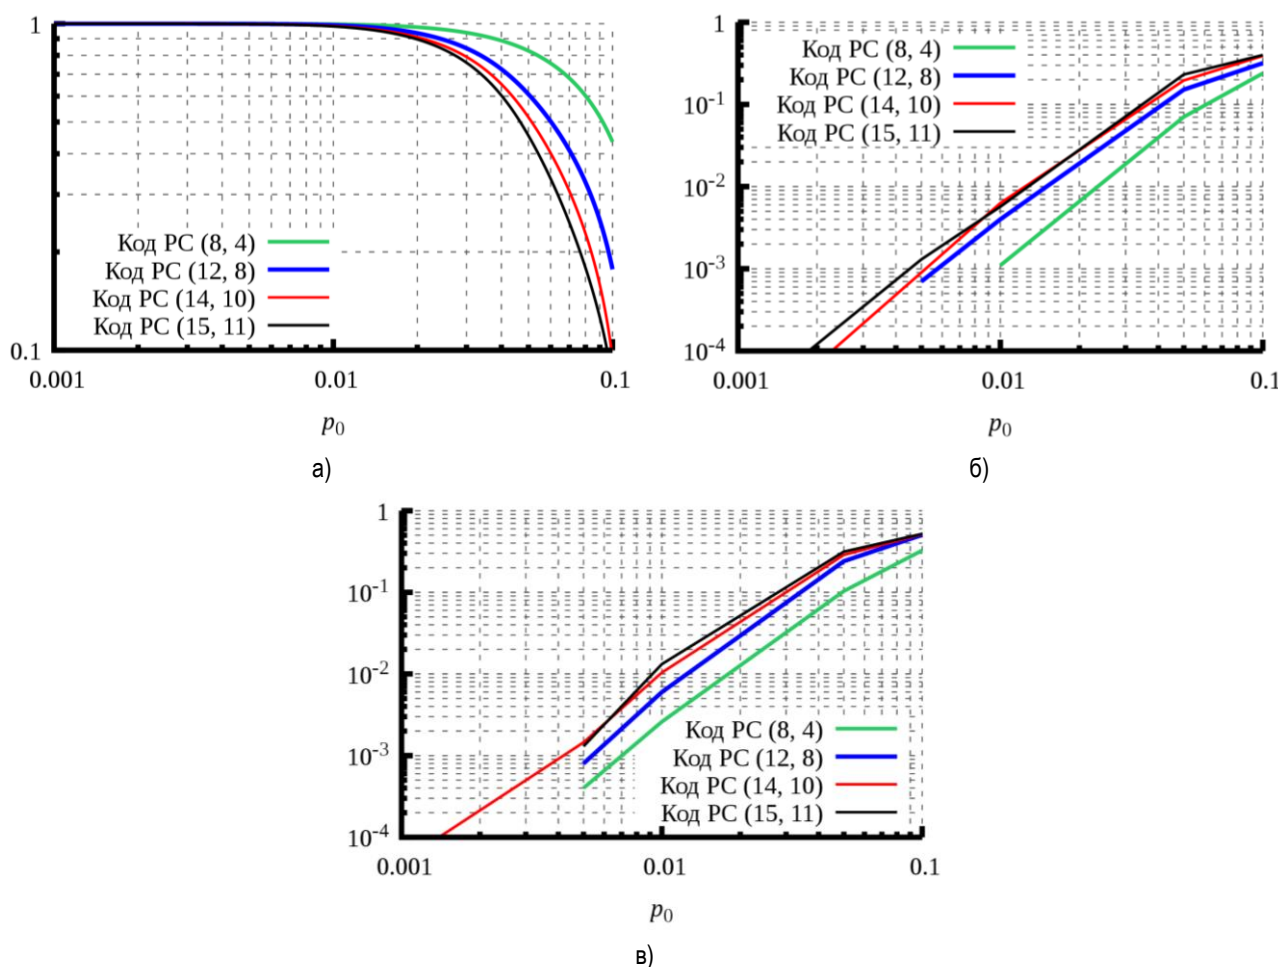 1
0.1
0.001
0.01
0.1
Код РС (8, 4)
Код РС (12, 8)
Код РС (14, 10)
Код РС (15, 11)
p0
а)
1
10-1
10-2
10-3
10-4
0.001
0.01
0.1
Код РС (8, 4)
Код РС (12, 8)
Код РС (14, 10)
Код РС (15, 11)
p0
б)
1
10-1
10-2
10-3
10-4
0.001
0.01
0.1
Код РС (8, 4)
Код РС (12, 8)
Код РС (14, 10)
Код РС (15, 11)
p0
в)